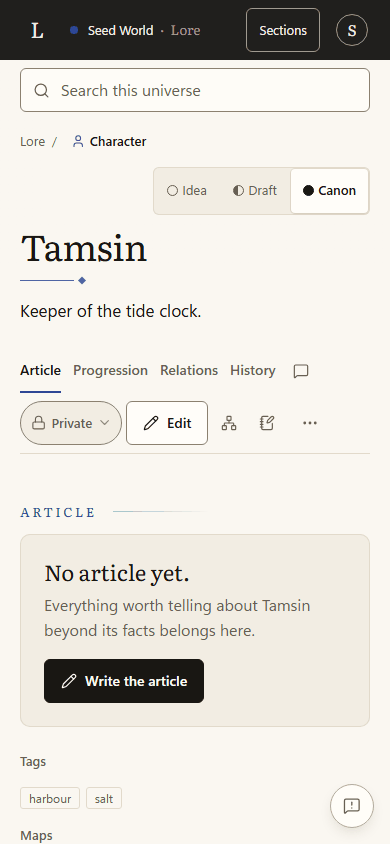 L Seed World · Lore Sections S
Search this universe
Lore / Character
Idea Draft Canon
Tamsin
Keeper of the tide clock.
Article Progression Relations History
Private Edit
ARTICLE
No article yet.
Everything worth telling about Tamsin
beyond its facts belongs here.
Write the article
Tags
harbour salt
Maps